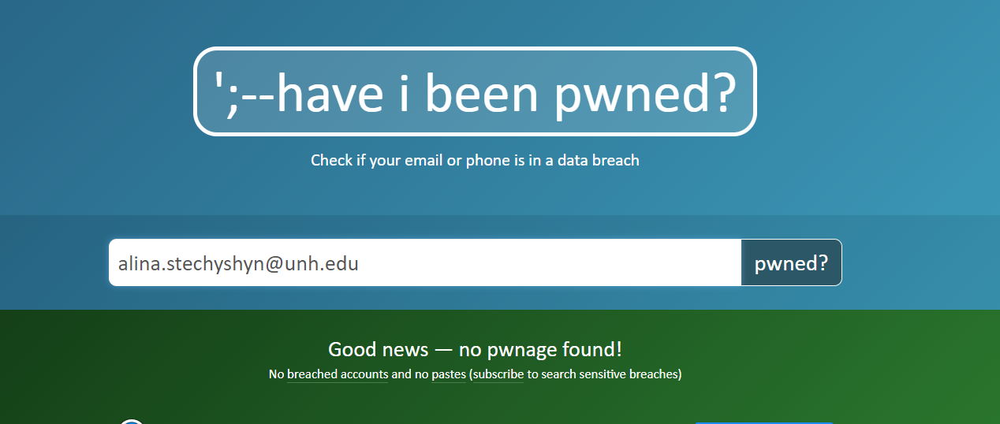 ';--have i been pwned?
Check if your email or phone is in a data breach
alina.stechyshyn@unh.edu
pwned?
Good news — no pwnage found!
No breached accounts and no pastes (subscribe to search sensitive breaches)